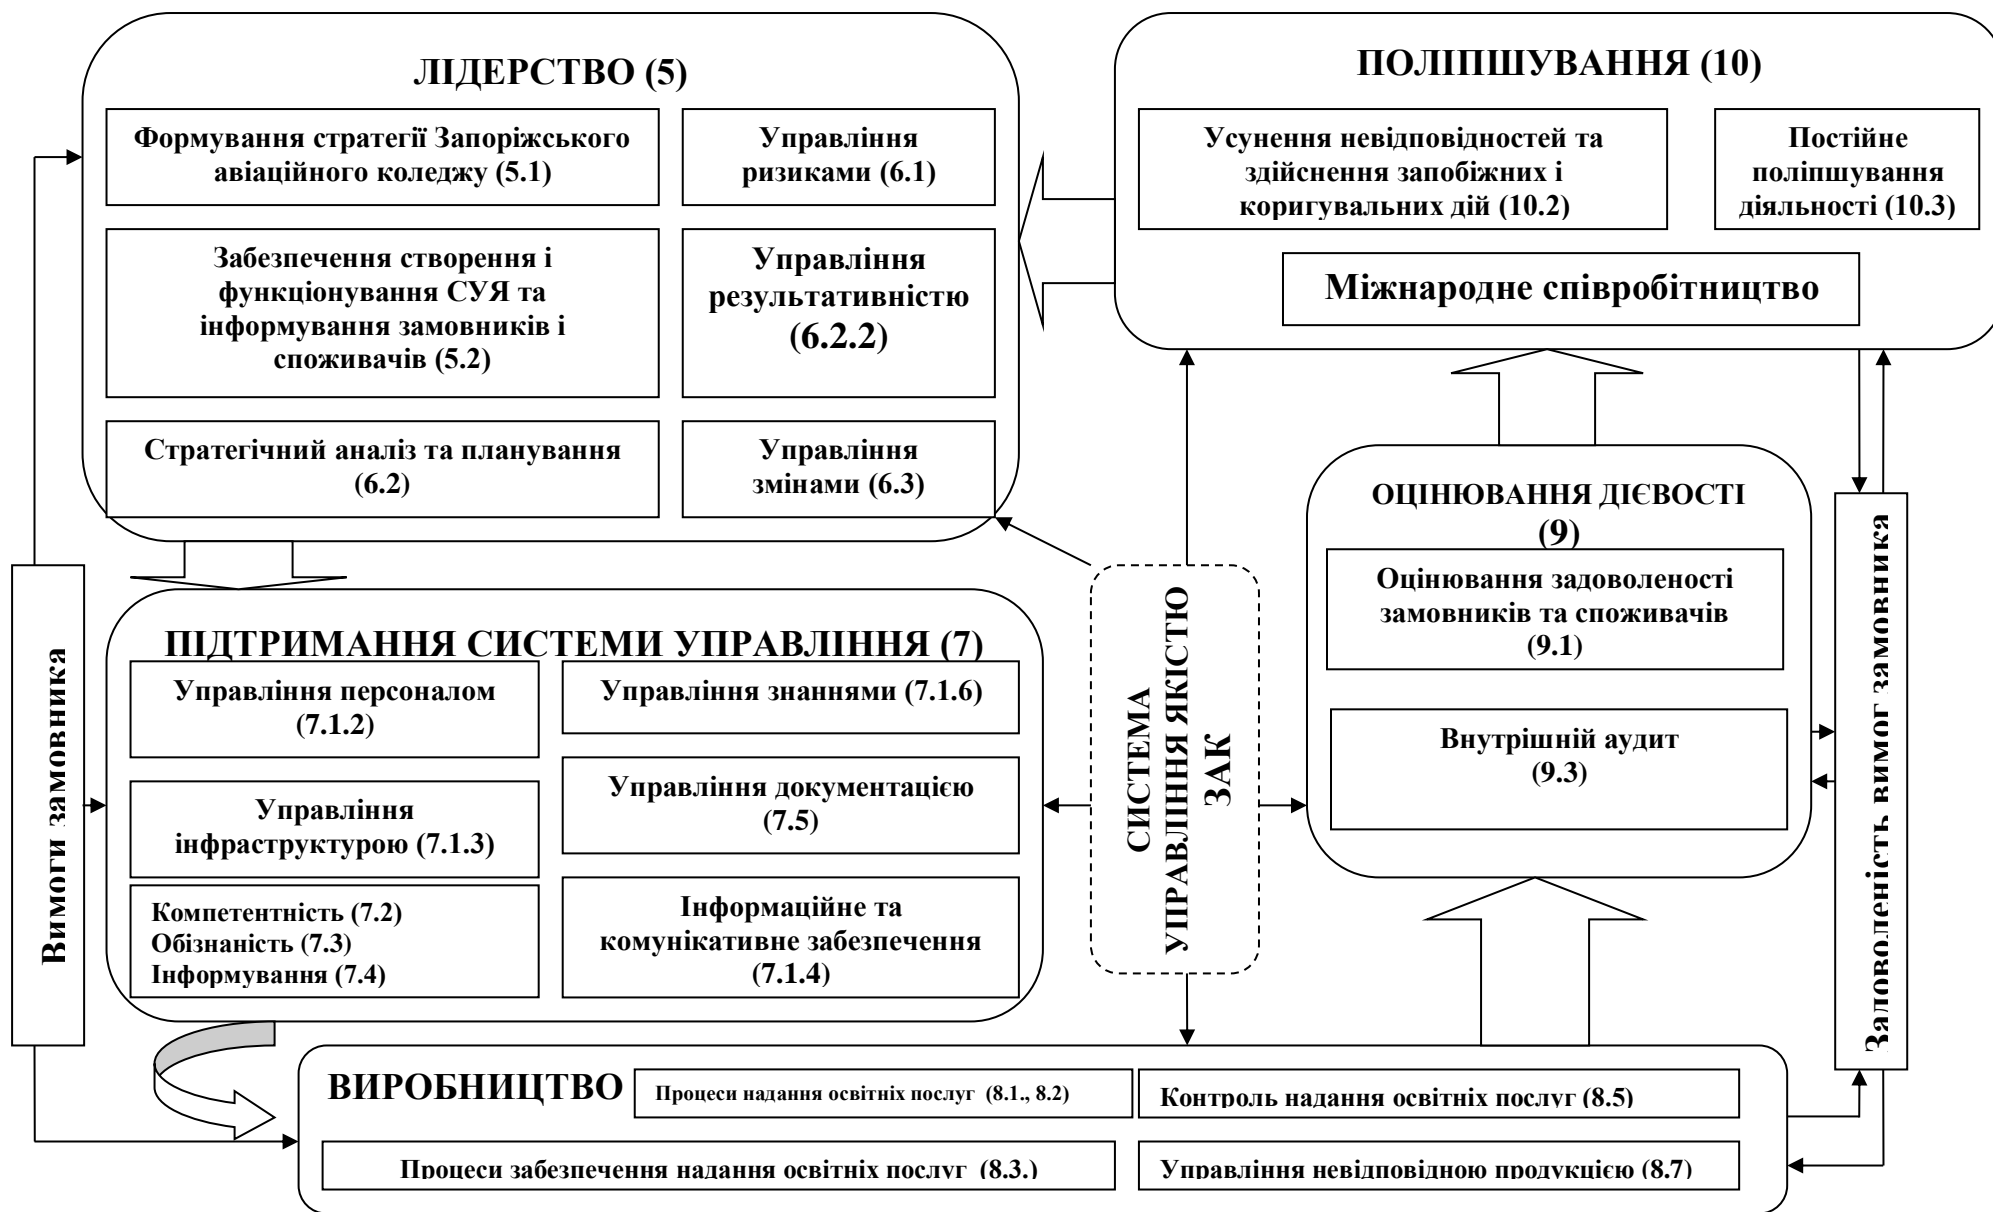 ЛІДЕРСТВО (5)
Формування стратегії Запоріжського
авіаційного коледжу (5.1)
Управління
ризиками (6.1)
Забезпечення створення і
функціонування СУЯ та
інформування замовників і
споживачів (5.2)
Управління
результативністю
(6.2.2)
Стратегічний аналіз та планування
(6.2)
Управління
змінами (6.3)
ПОЛІПШУВАННЯ (10)
Усунення невідповідностей та
здійснення запобіжних і
коригувальних дій (10.2)
Постійне
поліпшування
діяльності (10.3)
Міжнародне співробітництво
Вимоги замовника
ПІДТРИМАННЯ СИСТЕМИ УПРАВЛІННЯ (7)
Управління персоналом
(7.1.2)
Управління знаннями (7.1.6)
Управління
інфраструктурою (7.1.3)
Управління документацією
(7.5)
Компетентність (7.2)
Обізнаність (7.3)
Інформування (7.4)
Інформаційне та
комунікативне забезпечення
(7.1.4)
СИСТЕМА
УПРАВЛІННЯ ЯКІСТЮ
ЗАК
ОЦІНЮВАННЯ ДІЄВОСТІ
(9)
Оцінювання задоволеності
замовників та споживачів
(9.1)
Внутрішній аудит
(9.3)
Задоволеність вимог замовника
ВИРОБНИЦТВО
Процеси надання освітніх послуг (8.1., 8.2)
Контроль надання освітніх послуг (8.5)
Процеси забезпечення надання освітніх послуг (8.3.)
Управління невідповідною продукцією (8.7)